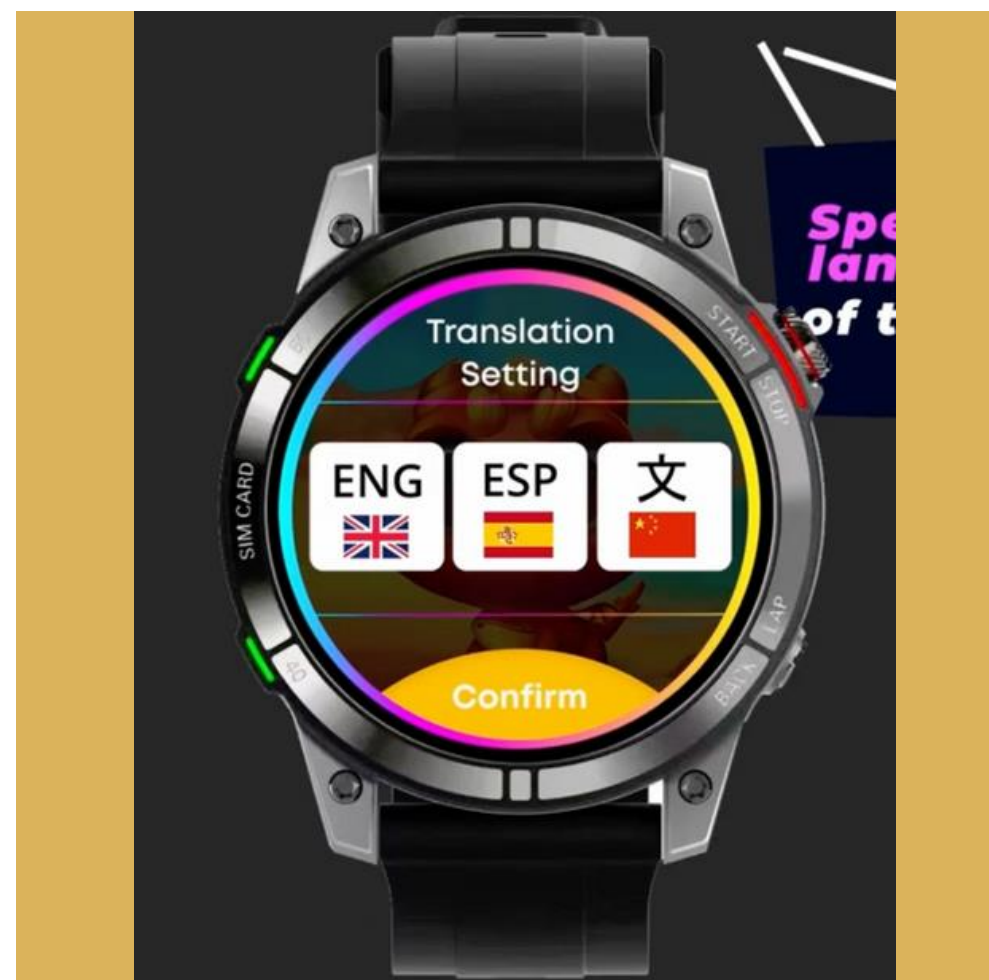 Spe
lan
of t
Translation
Setting
START
STOP
ENG
ESP
文
SIM CARD
LAP
BACK
40
Confirm